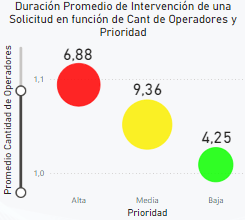 Duración Promedio de Intervención de una
Solicitud en función de Cant de Operadores y
Prioridad
Promedio Cantidad de Operadores
1,1
1,0
6,88
9,36
4,25
Alta
Media
Baja
Prioridad